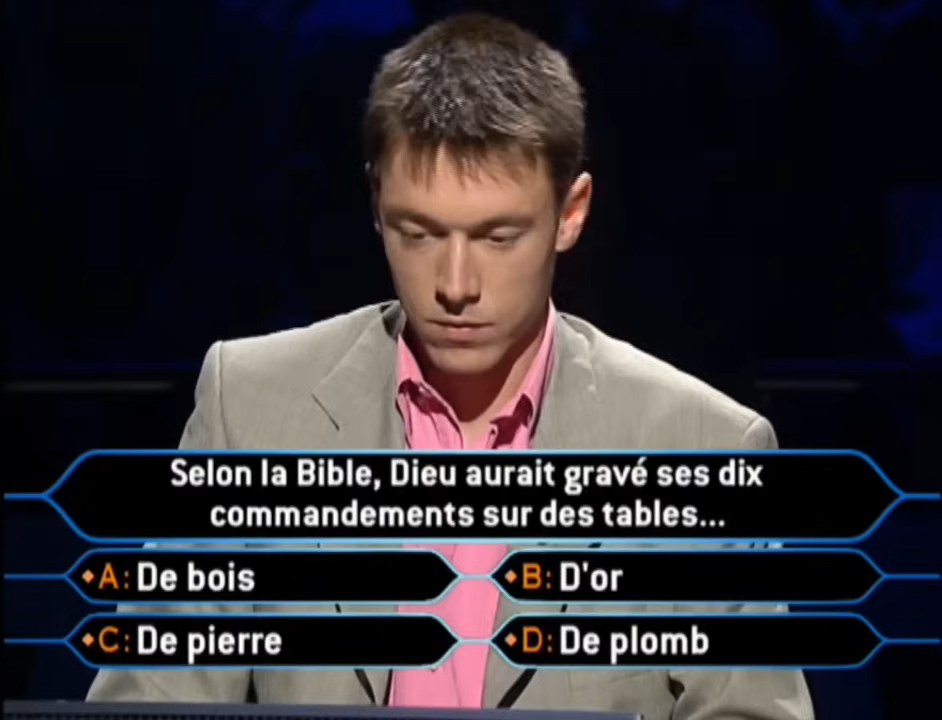 Selon la Bible, Dieu aurait gravé ses dix
commandements sur des tables...
A: De bois
B: D'or
C: De pierre
D: De plomb